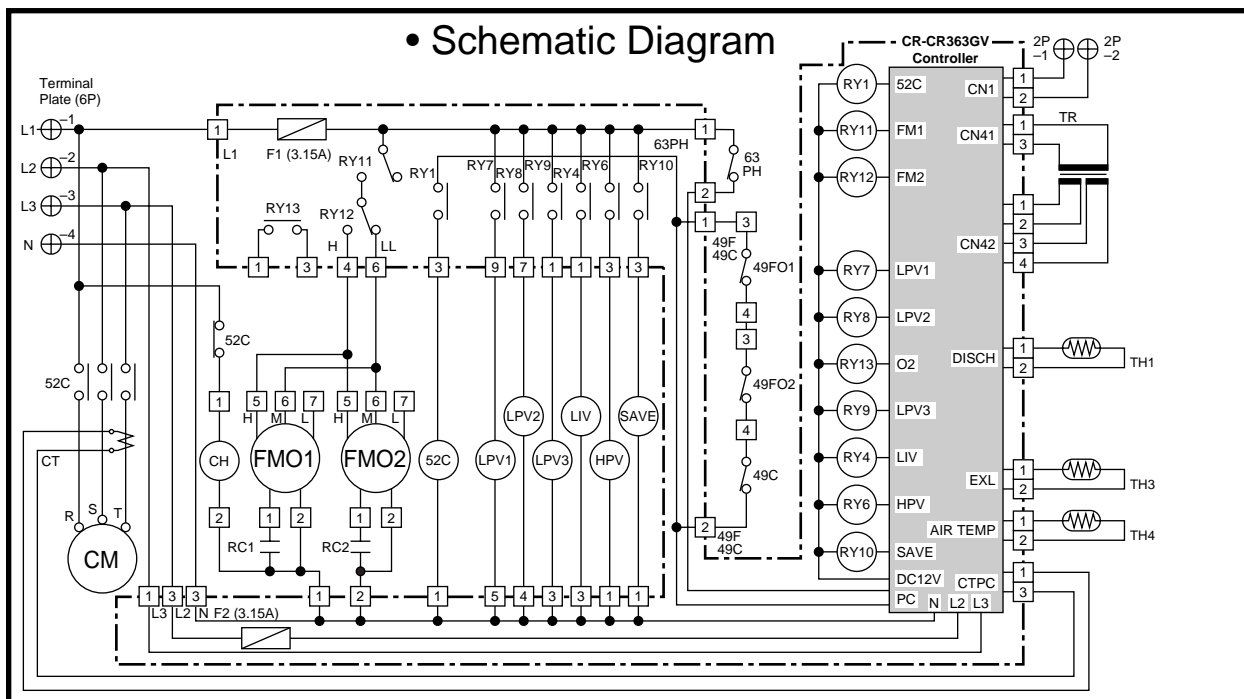 • Schematic Diagram
CR-CR363GV
Controller
2P
–1
2P
–2
Terminal
Plate (6P)
L1
–1
L2
–2
L3
–3
N
–4
1
L1
F1 (3.15A)
63PH
1
2
63
PH
RY11
RY12
RY13
RY1
RY7
RY8
RY9
RY4
RY6
RY10
H
LL
1
3
4
6
3
9
7
1
1
3
3
1
3
49F
49C
49FO1
4
3
49FO2
4
49C
2
49F
49C
52C
52C
CT
R
S
T
CM
1
CH
2
5
6
7
H
M
L
FMO1
1
2
RC1
5
6
7
H
M
L
FMO2
1
2
RC2
52C
LPV1
LPV2
LPV3
LIV
HPV
SAVE
1
3
3
L3
L2
N
F2 (3.15A)
1
2
1
5
4
3
3
1
1
RY1
52C
RY11
FM1
RY12
FM2
RY7
LPV1
RY8
LPV2
RY13
O2
RY9
LPV3
RY4
LIV
RY6
HPV
RY10
SAVE
DC12V
PC
N
L2
L3
CN1
1
2
CN41
1
3
TR
CN42
1
2
3
4
DISCH
1
2
TH1
EXL
1
2
TH3
AIR TEMP
1
2
TH4
CTPC
1
3